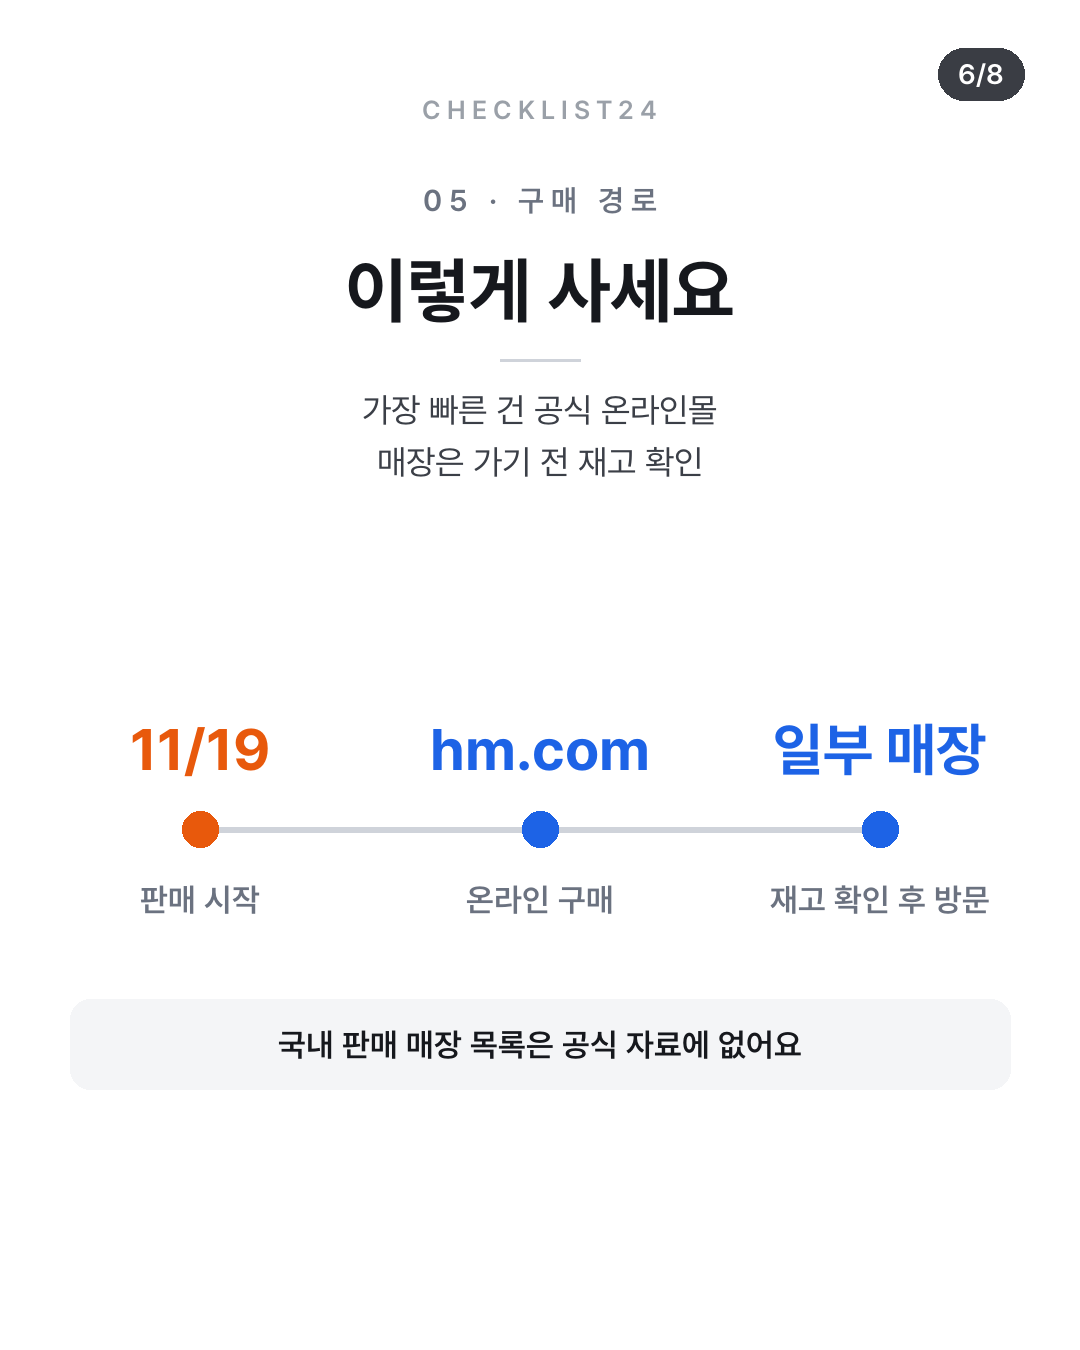 6/8
CHECKLIST24
05 · 구매 경로
이렇게 사세요
가장 빠른 건 공식 온라인몰
매장은 가기 전 재고 확인
11/19
hm.com
일부 매장
판매 시작
온라인 구매
재고 확인 후 방문
국내 판매 매장 목록은 공식 자료에 없어요